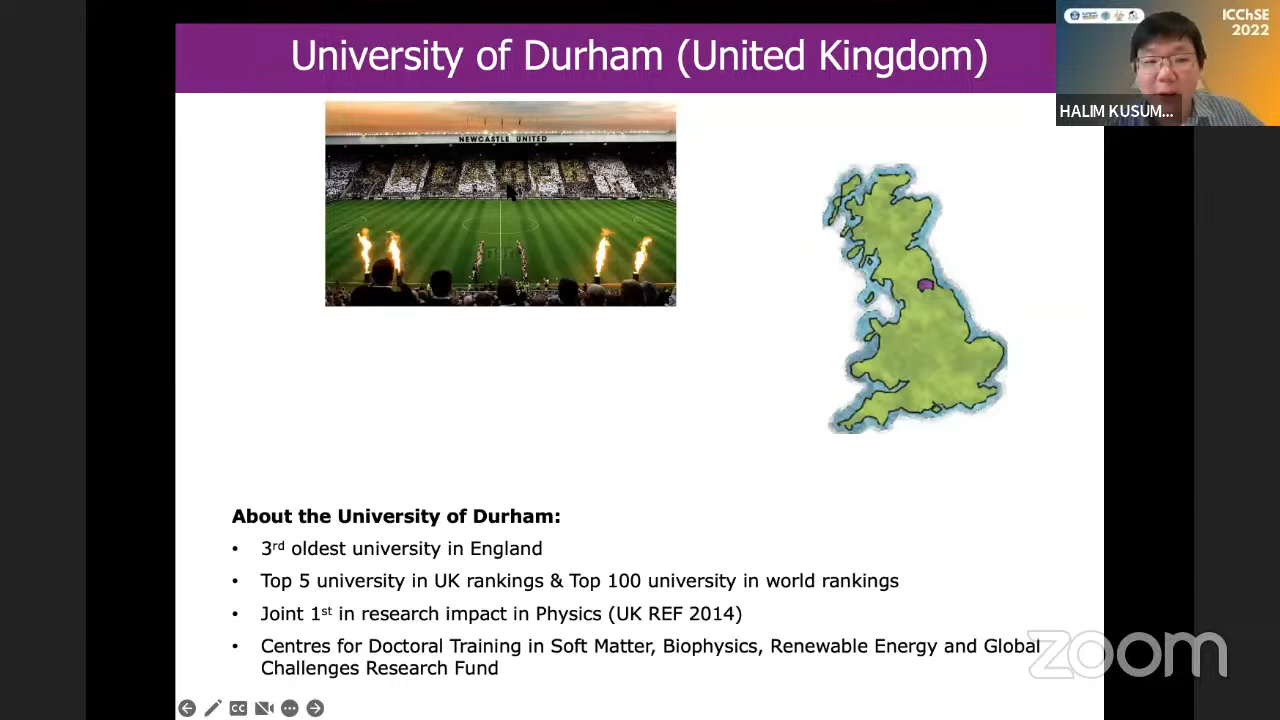 University of Durham (United Kingdom)
ICChSE
2022
HALIM KUSUM...
NEWCASTLE UNITED
About the University of Durham:
• 3rd oldest university in England
• Top 5 university in UK rankings & Top 100 university in world rankings
• Joint 1st in research impact in Physics (UK REF 2014)
• Centres for Doctoral Training in Soft Matter, Biophysics, Renewable Energy and Global
Challenges Research Fund
zoom
CC